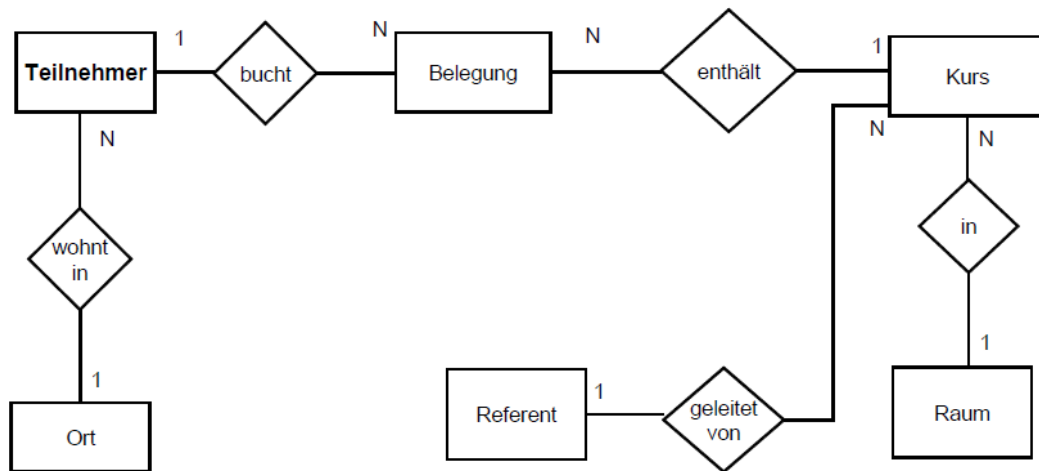 1
N
N
1
Teilnehmer
bucht
Belegung
enthält
Kurs
N
N
N
wohnt
in
in
1
1
1
Ort
Referent
geleitet
von
Raum